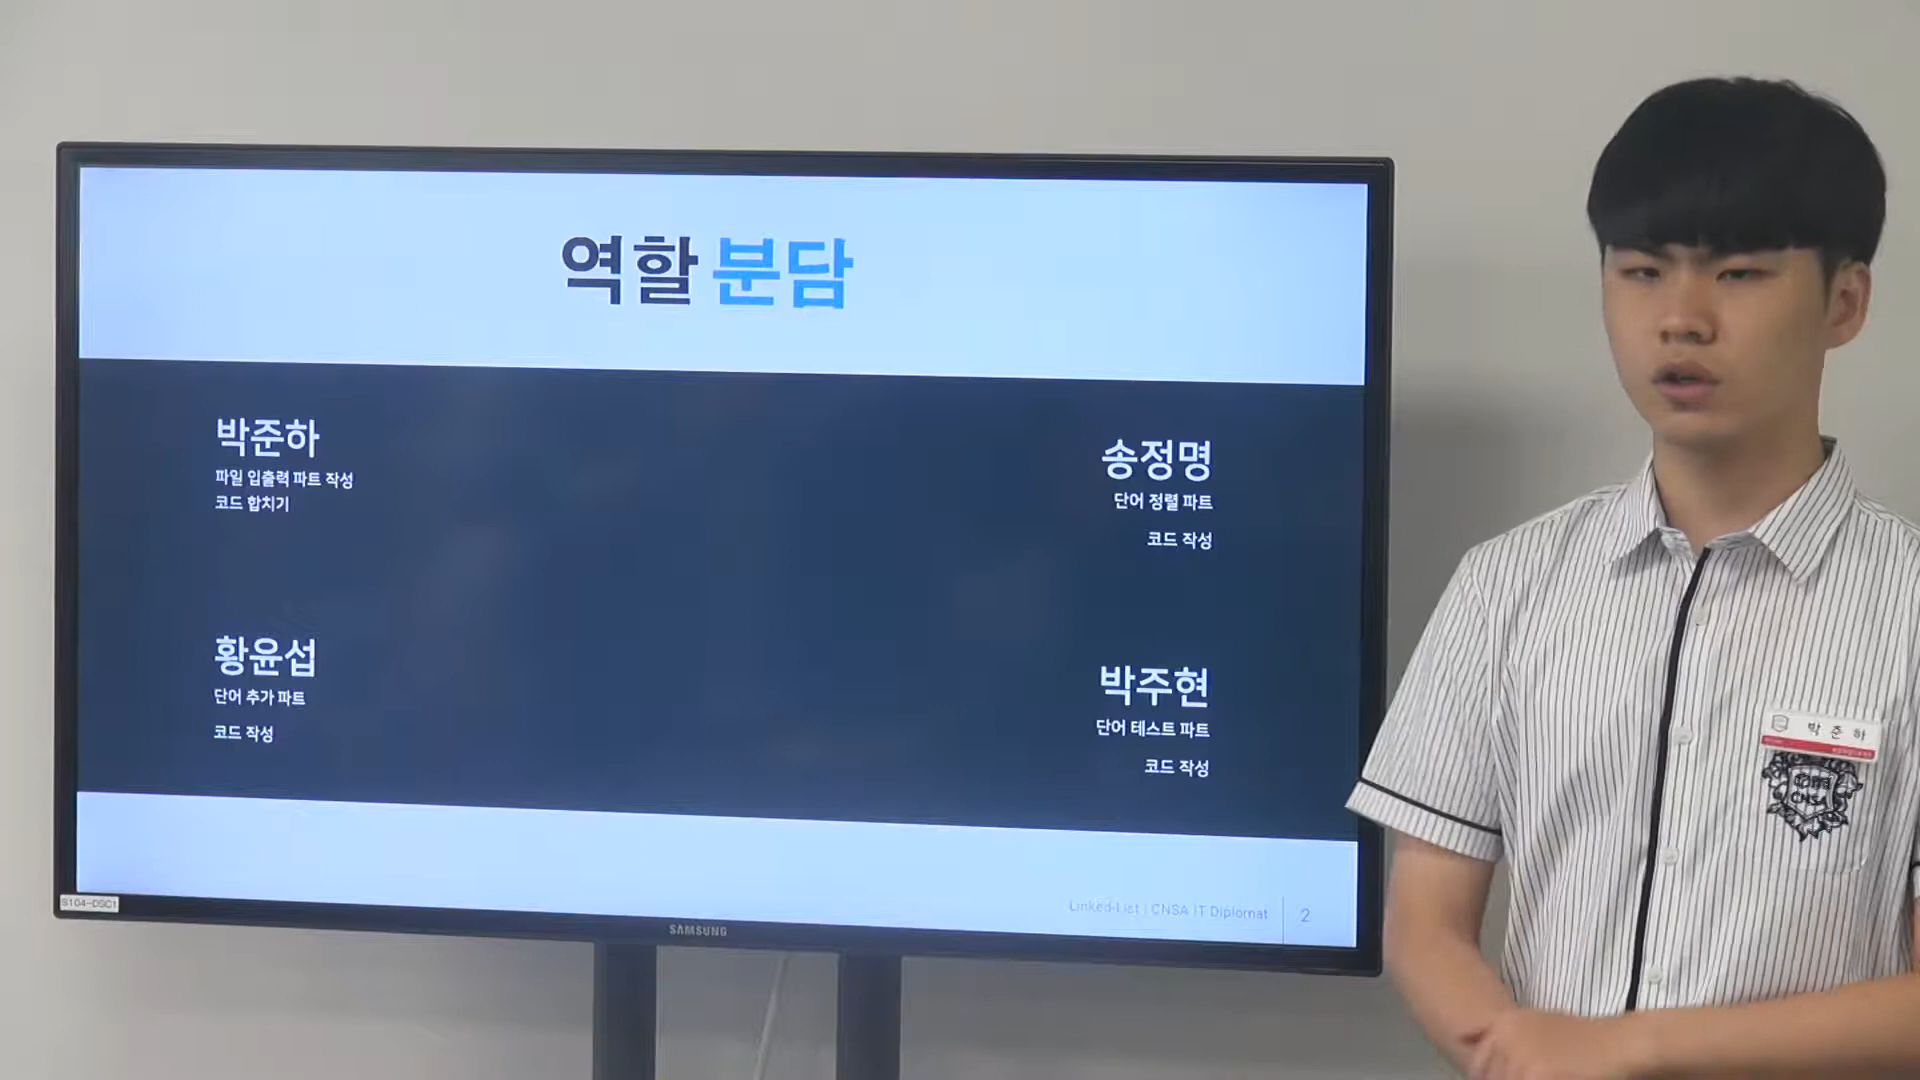 역할 분담
박준하
파일 입출력 파트 작성
코드 합치기
송정명
단어 정렬 파트
코드 작성
황윤섭
단어 추가 파트
코드 작성
박주현
단어 테스트 파트
코드 작성
Linked-List | CNSA IT Diplomat
2
S104-DSC1
SAMSUNG
박준하
CNSA